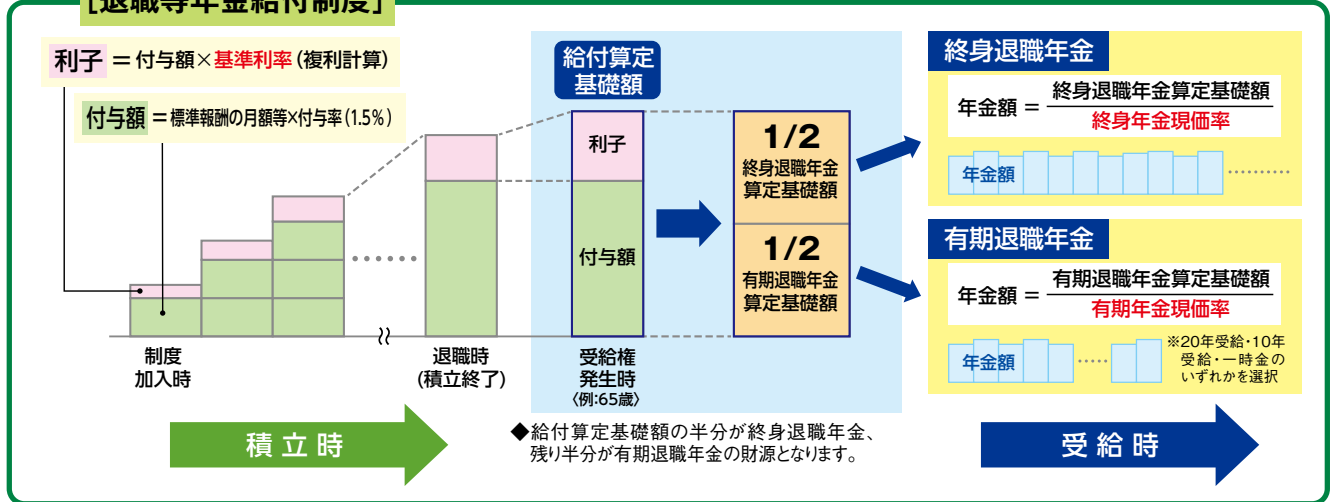 [退職等年金給付制度]
利子＝付与額×基準利率(複利計算)
付与額＝標準報酬の月額等×付与率(1.5％)
制度
加入時
退職時
(積立終了)
給付算定
基礎額
利子
付与額
受給権
発生時
〈例:65歳〉
1/2
終身退職年金
算定基礎額
1/2
有期退職年金
算定基礎額
◆給付算定基礎額の半分が終身退職年金、
残り半分が有期退職年金の財源となります。
終身退職年金
年金額＝終身退職年金算定基礎額
終身年金現価率
年金額
有期退職年金
年金額＝有期退職年金算定基礎額
有期年金現価率
年金額
※20年受給・10年
受給・一時金の
いずれかを選択
積立時
受給時